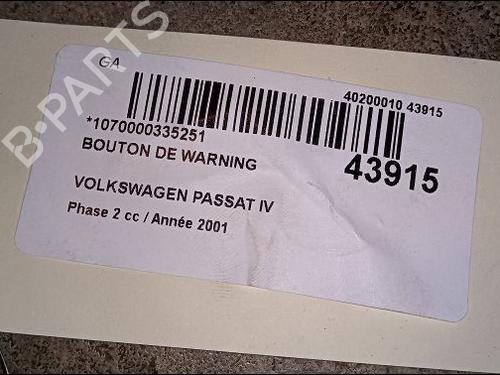 B-PARTS
GA
40200010 43915
*1070000335251
BOUTON DE WARNING
43915
VOLKSWAGEN PASSAT IV
Phase 2 cc / Année 2001